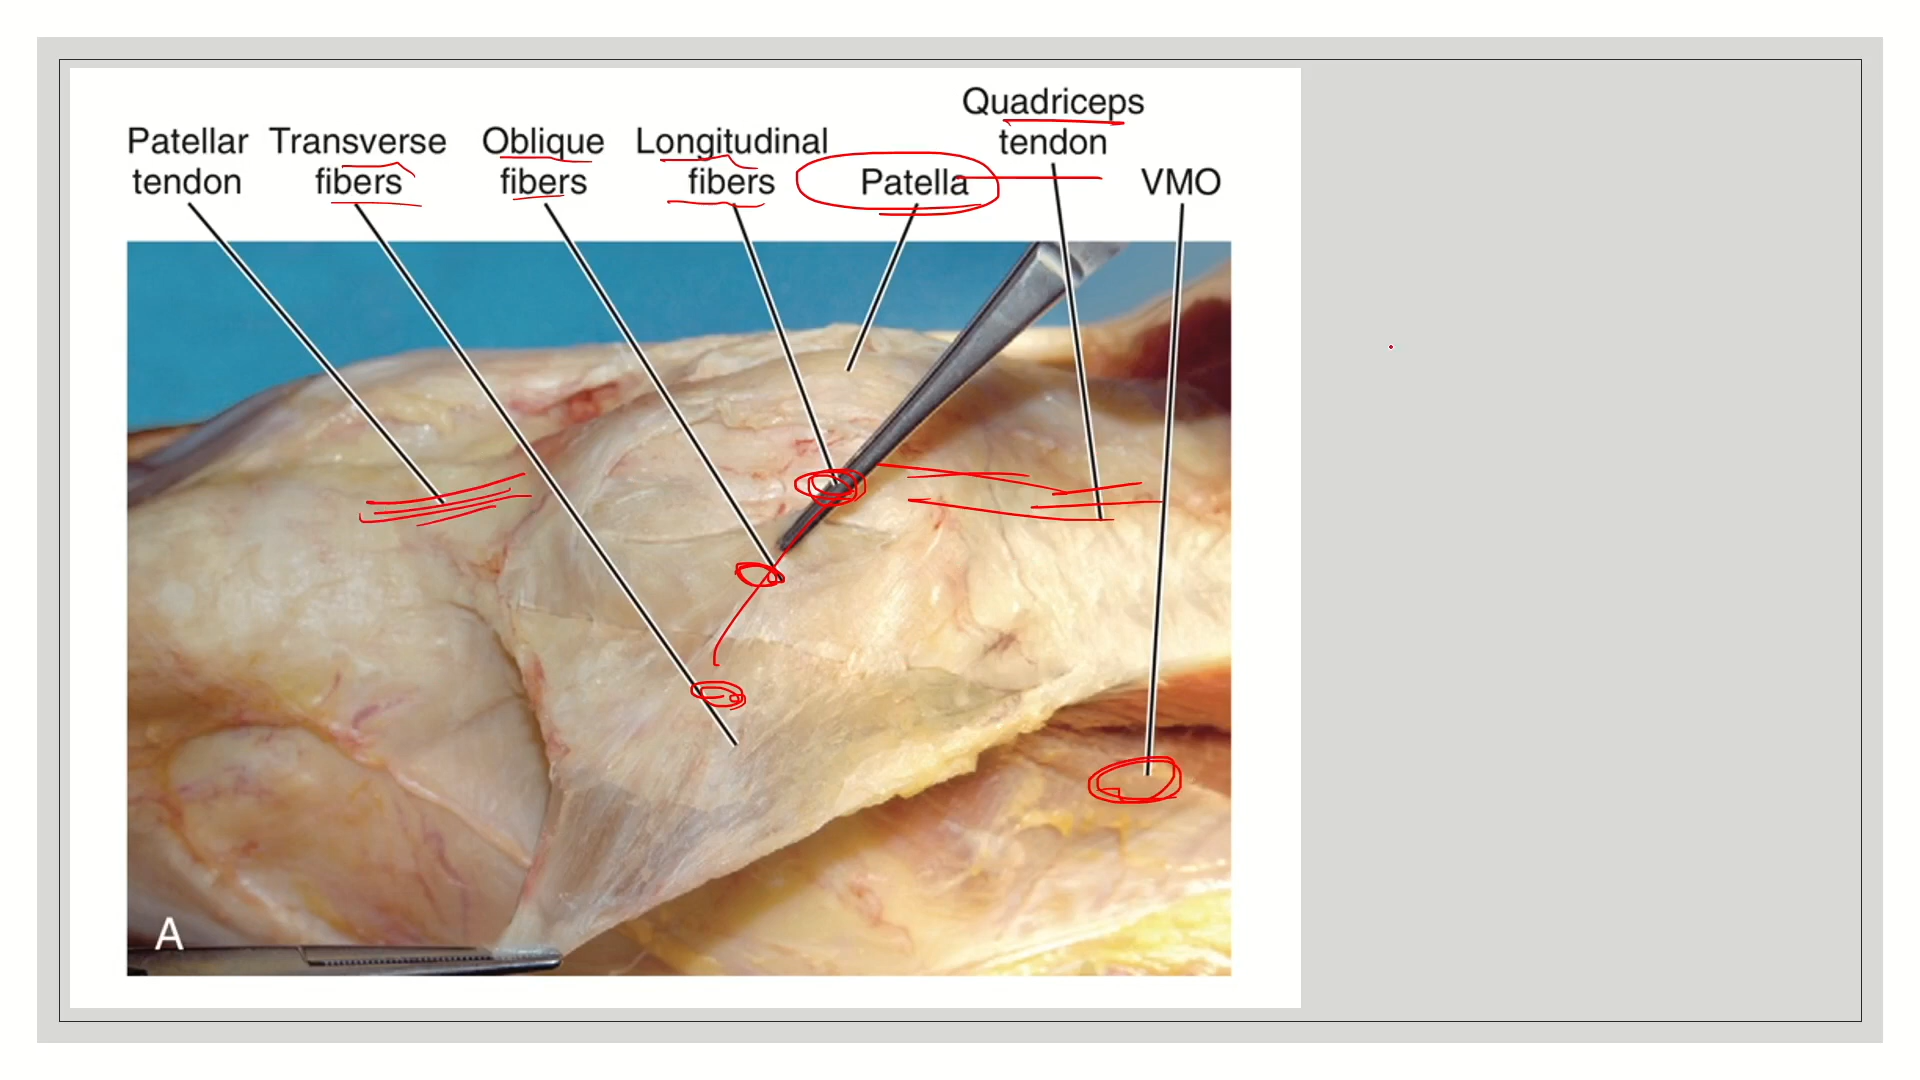 Patellar tendon
Transverse fibers
Oblique fibers
Longitudinal fibers
Patella
Quadriceps tendon
VMO
A